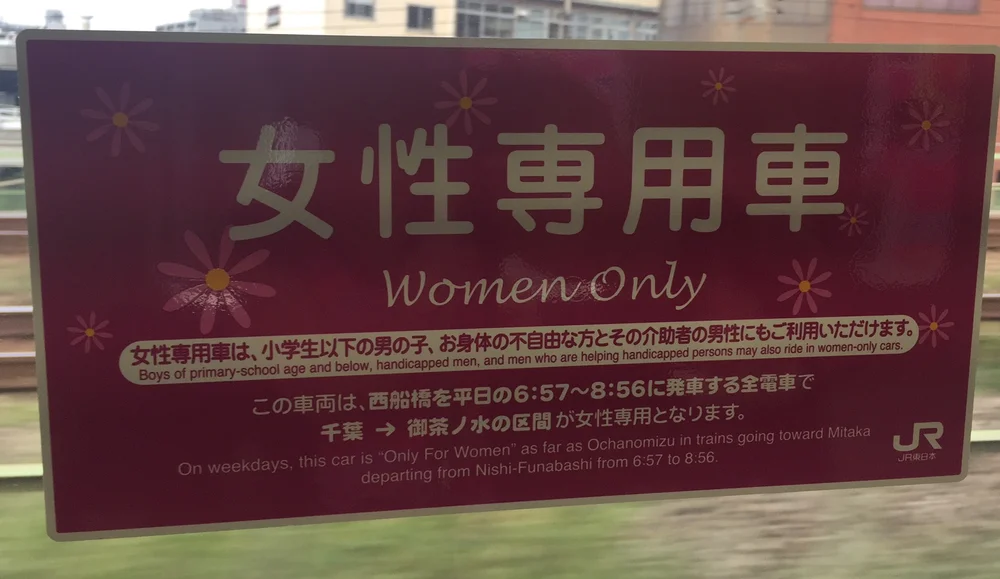 女性専用車
Women Only
女性専用車は、小学生以下の男の子、お身体の不自由な方とその介助者の男性にもご利用いただけます。
Boys of primary-school age and below, handicapped men, and men who are helping handicapped persons may also ride in women-only cars.
この車両は、西船橋を平日の6:57〜8:56に発車する全電車で
千葉 → 御茶ノ水の区間が女性専用となります。
On weekdays, this car is “Only For Women” as far as Ochanomizu in trains going toward Mitaka
departing from Nishi-Funabashi from 6:57 to 8:56.
JR
JR東日本